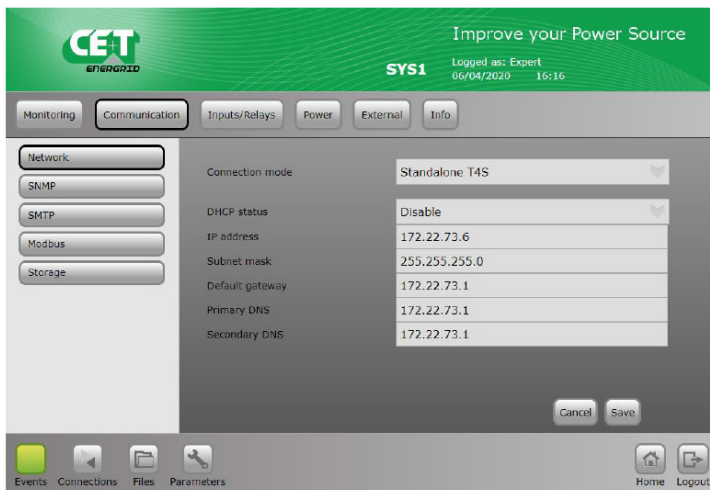 CE+T
ENERGRID
Improve your Power Source
SYS1
Logged as: Expert
06/04/2020 16:16
Monitoring Communication Inputs/Relays Power External Info
Network
SNMP
SMTP
Modbus
Storage
Connection mode Standalone T4S
DHCP status Disable
IP address 172.22.73.6
Subnet mask 255.255.255.0
Default gateway 172.22.73.1
Primary DNS 172.22.73.1
Secondary DNS 172.22.73.1
Cancel Save
Events Connections Files Parameters Home Logout